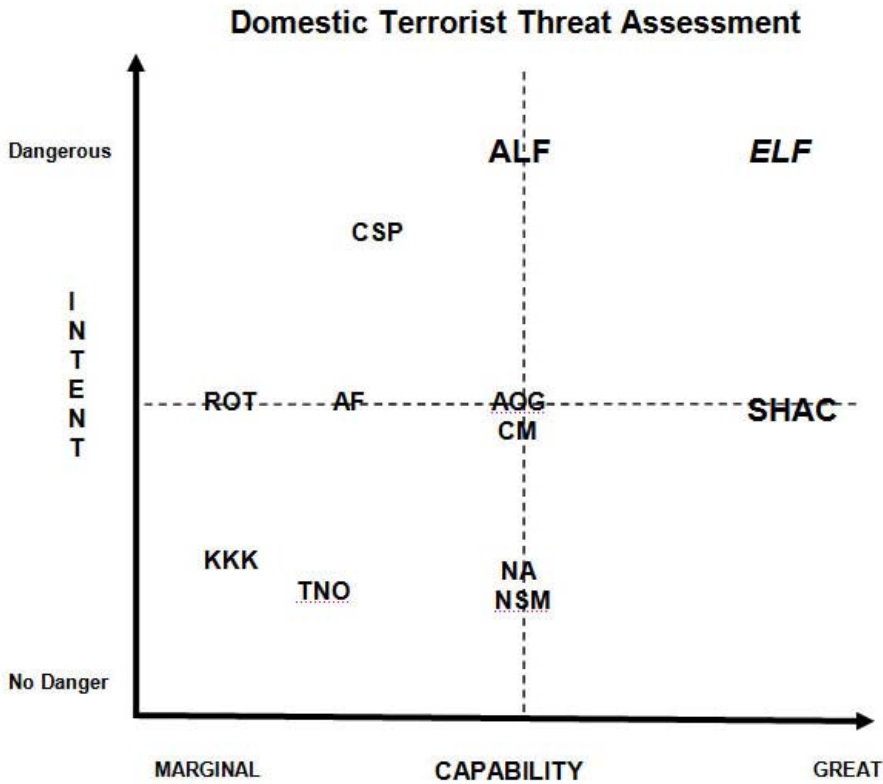 Domestic Terrorist Threat Assessment
Dangerous
ALF
ELF
CSP
INTENT
ROT
AF
AOG
CM
SHAC
KKK
TNO
NA
NSM
No Danger
MARGINAL
CAPABILITY
GREAT